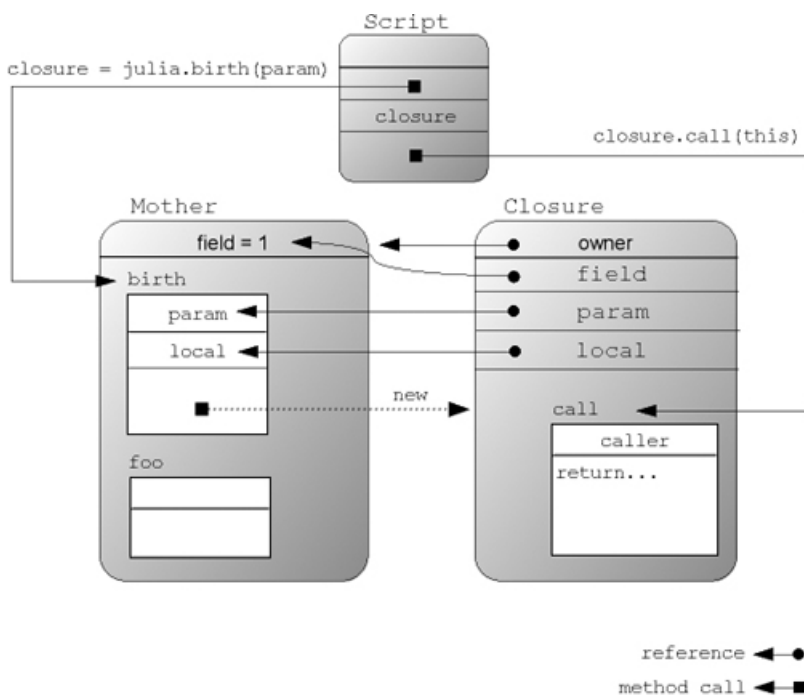 Script
closure = julia.birth(param)
closure
closure.call(this)
Mother
field = 1
birth
param
local
foo
new
Closure
owner
field
param
local
call
caller
return...
reference
method call